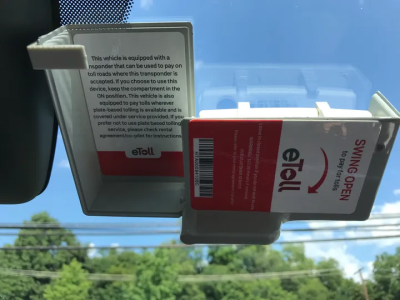 This vehicle is equipped with a
responder that can be used to pay on
toll roads where this transponder is
accepted. If you choose to use this
device, keep the compartment in the
ON position. This vehicle is also
equipped to pay tolls wherever
plate-based tolling is available and is
covered under service provided. If you
prefer not to use plate based tolling
service, please check rental
agreement/
for instructions
eToll
SWING OPEN
to pay for tolls
eToll